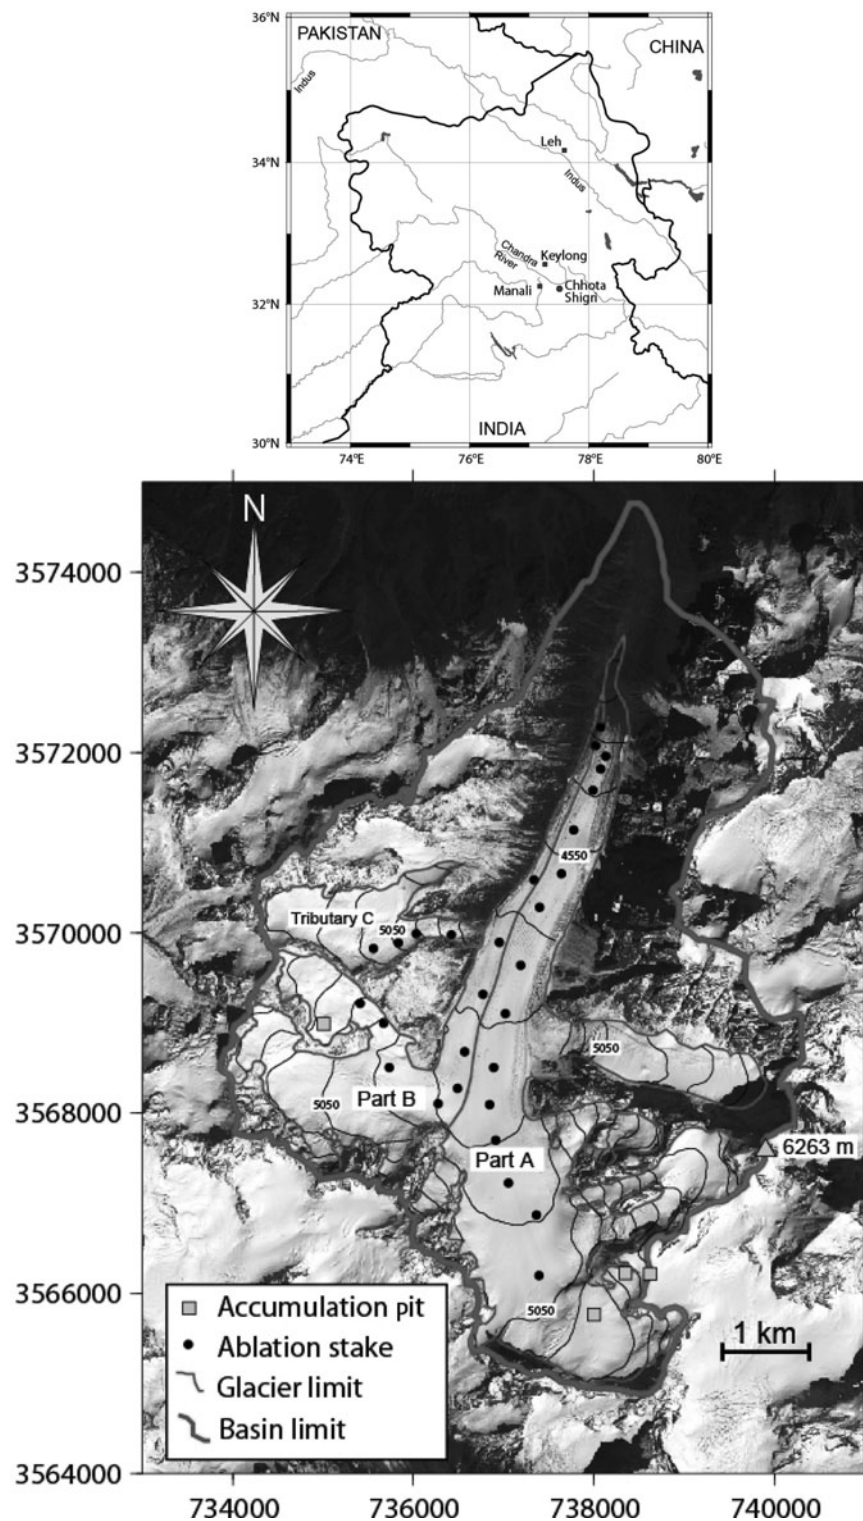 36°N
PAKISTAN
CHINA
Indus
Leh
34°N
Indus
Chandra
River
Keylong
Manali
Chhota
Shigri
32°N
INDIA
30°N
74°E
76°E
78°E
80°E
N
3574000
3572000
4550
Tributary C
5050
3570000
5050
5050
Part B
3568000
6263 m
Part A
3566000
5050
Accumulation pit
Ablation stake
Glacier limit
Basin limit
1 km
3564000
734000
736000
738000
740000